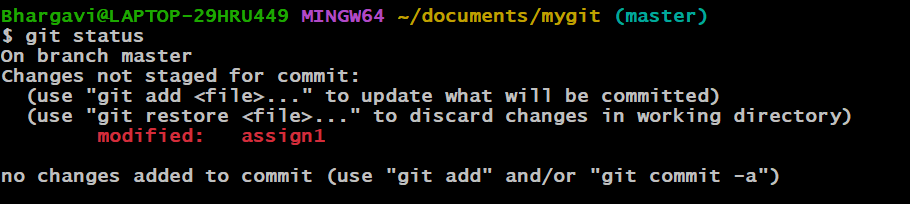 Bhargavi@LAPTOP-29HRU449 MINGW64 ~/documents/mygit (master)
$ git status
On branch master
Changes not staged for commit:
  (use "git add <file>..." to update what will be committed)
  (use "git restore <file>..." to discard changes in working directory)
        modified:   assign1

no changes added to commit (use "git add" and/or "git commit -a")